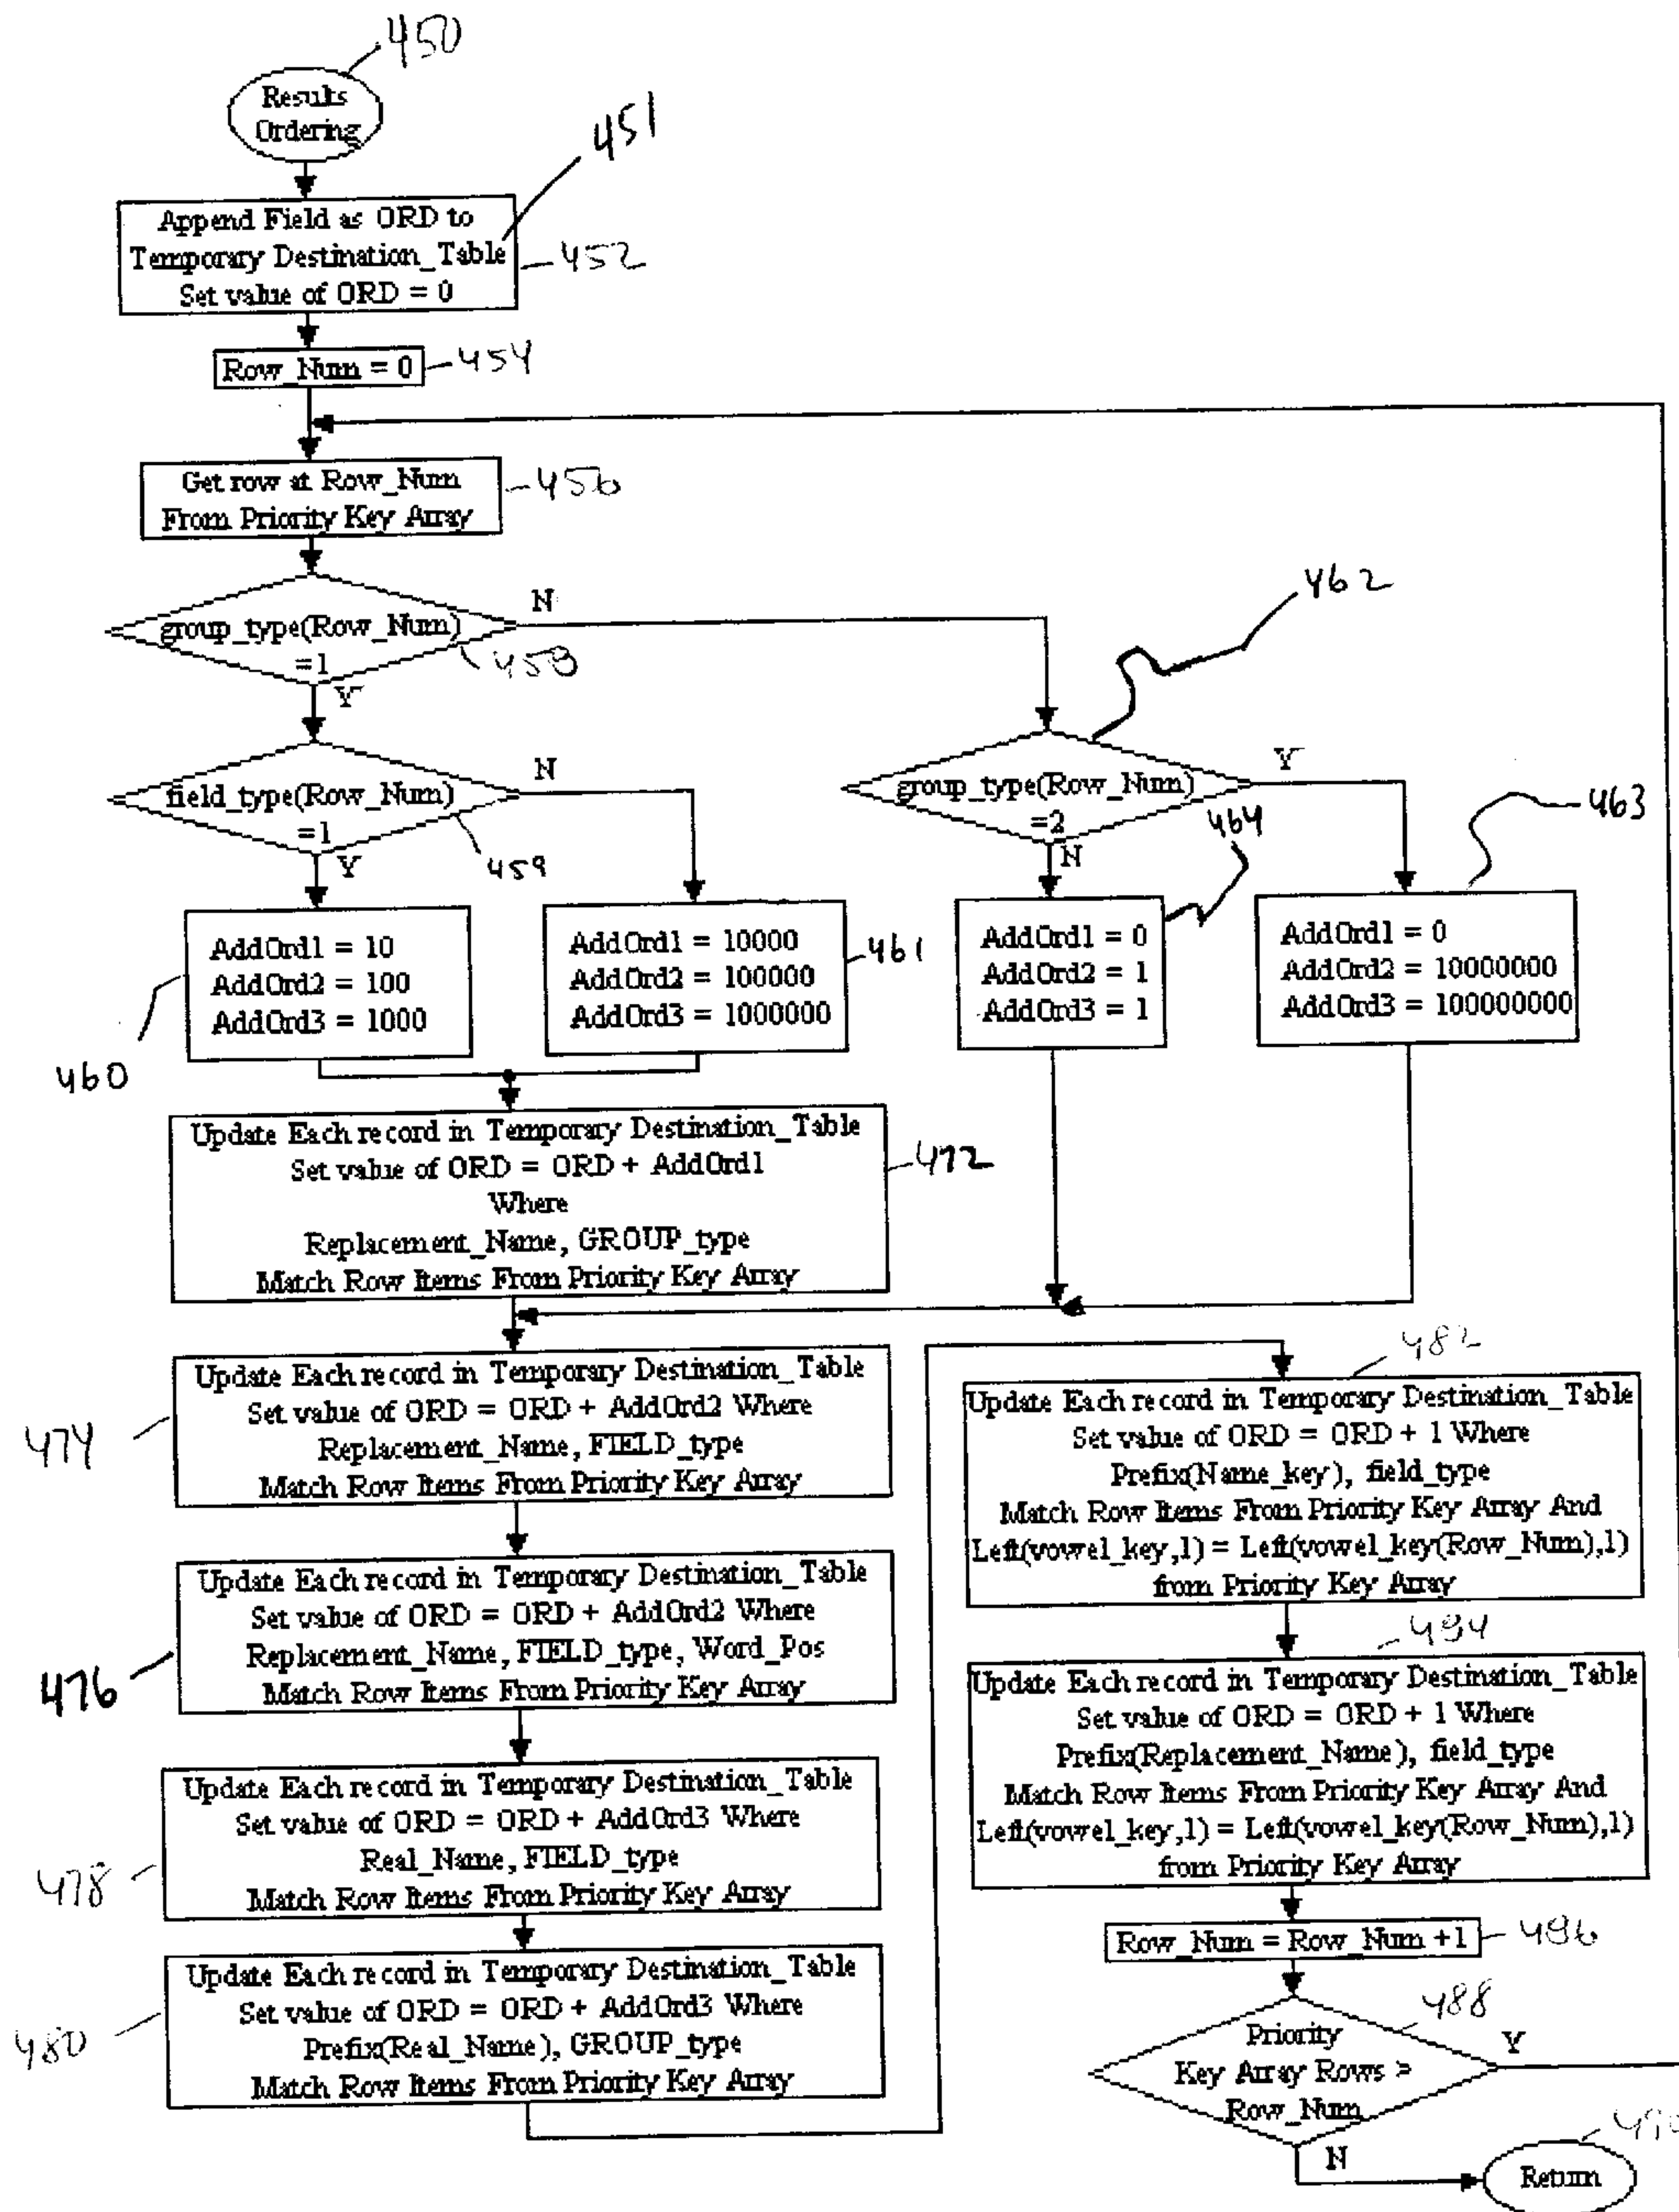 450
Results
Ordering
451
Append Field as ORD to
Temporary Destination_Table
Set value of ORD = 0
452
Row_Num = 0
454
Get row at Row_Num
From Priority Key Array
456
group_type(Row_Num)
=1
N
Y
458
462
field_type(Row_Num)
=1
N
Y
459
group_type(Row_Num)
=2
Y
N
464
463
AddOrd1 = 10
AddOrd2 = 100
AddOrd3 = 1000
460
AddOrd1 = 10000
AddOrd2 = 100000
AddOrd3 = 1000000
461
AddOrd1 = 0
AddOrd2 = 1
AddOrd3 = 1
AddOrd1 = 0
AddOrd2 = 10000000
AddOrd3 = 100000000
Update Each record in Temporary Destination_Table
Set value of ORD = ORD + AddOrd1
Where
Replacement_Name, GROUP_type
Match Row Items From Priority Key Array
472
Update Each record in Temporary Destination_Table
Set value of ORD = ORD + AddOrd2 Where
Replacement_Name, FIELD_type
Match Row Items From Priority Key Array
474
Update Each record in Temporary Destination_Table
Set value of ORD = ORD + AddOrd2 Where
Replacement_Name, FIELD_type, Word_Pos
Match Row Items From Priority Key Array
476
Update Each record in Temporary Destination_Table
Set value of ORD = ORD + AddOrd3 Where
Real_Name, FIELD_type
Match Row Items From Priority Key Array
478
Update Each record in Temporary Destination_Table
Set value of ORD = ORD + AddOrd3 Where
Prefix(Real_Name), GROUP_type
Match Row Items From Priority Key Array
480
482
Update Each record in Temporary Destination_Table
Set value of ORD = ORD + 1 Where
Prefix(Name_key), field_type
Match Row Items From Priority Key Array And
Left(vowel_key,1) = Left(vowel_key(Row_Num),1)
from Priority Key Array
484
Update Each record in Temporary Destination_Table
Set value of ORD = ORD + 1 Where
Prefix(Replacement_Name), field_type
Match Row Items From Priority Key Array And
Left(vowel_key,1) = Left(vowel_key(Row_Num),1)
from Priority Key Array
Row_Num = Row_Num +1
486
488
Priority
Key Array Rows >
Row_Num
Y
N
Return